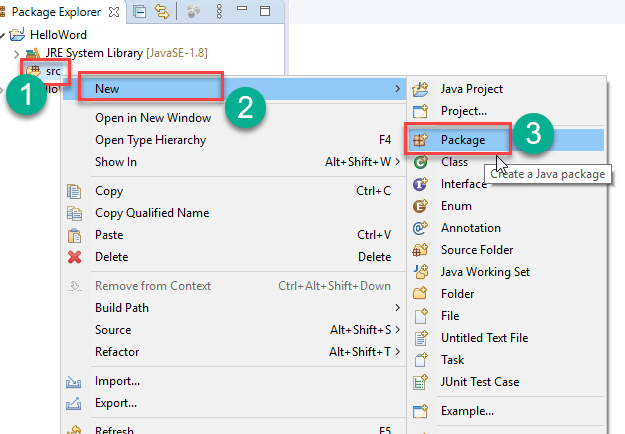 Package Explorer
HelloWord
JRE System Library [JavaSE-1.8]
src
1
New
2
Open in New Window
Open Type Hierarchy F4
Show In Alt+Shift+W
Copy Ctrl+C
Copy Qualified Name
Paste Ctrl+V
Delete Delete
Remove from Context Ctrl+Alt+Shift+Down
Build Path
Source Alt+Shift+S
Refactor Alt+Shift+T
Import...
Export...
Refresh F5
Java Project
Project...
Package
3
Class
Create a Java package
Interface
Enum
Annotation
Source Folder
Java Working Set
Folder
File
Untitled Text File
Task
JUnit Test Case
Example...